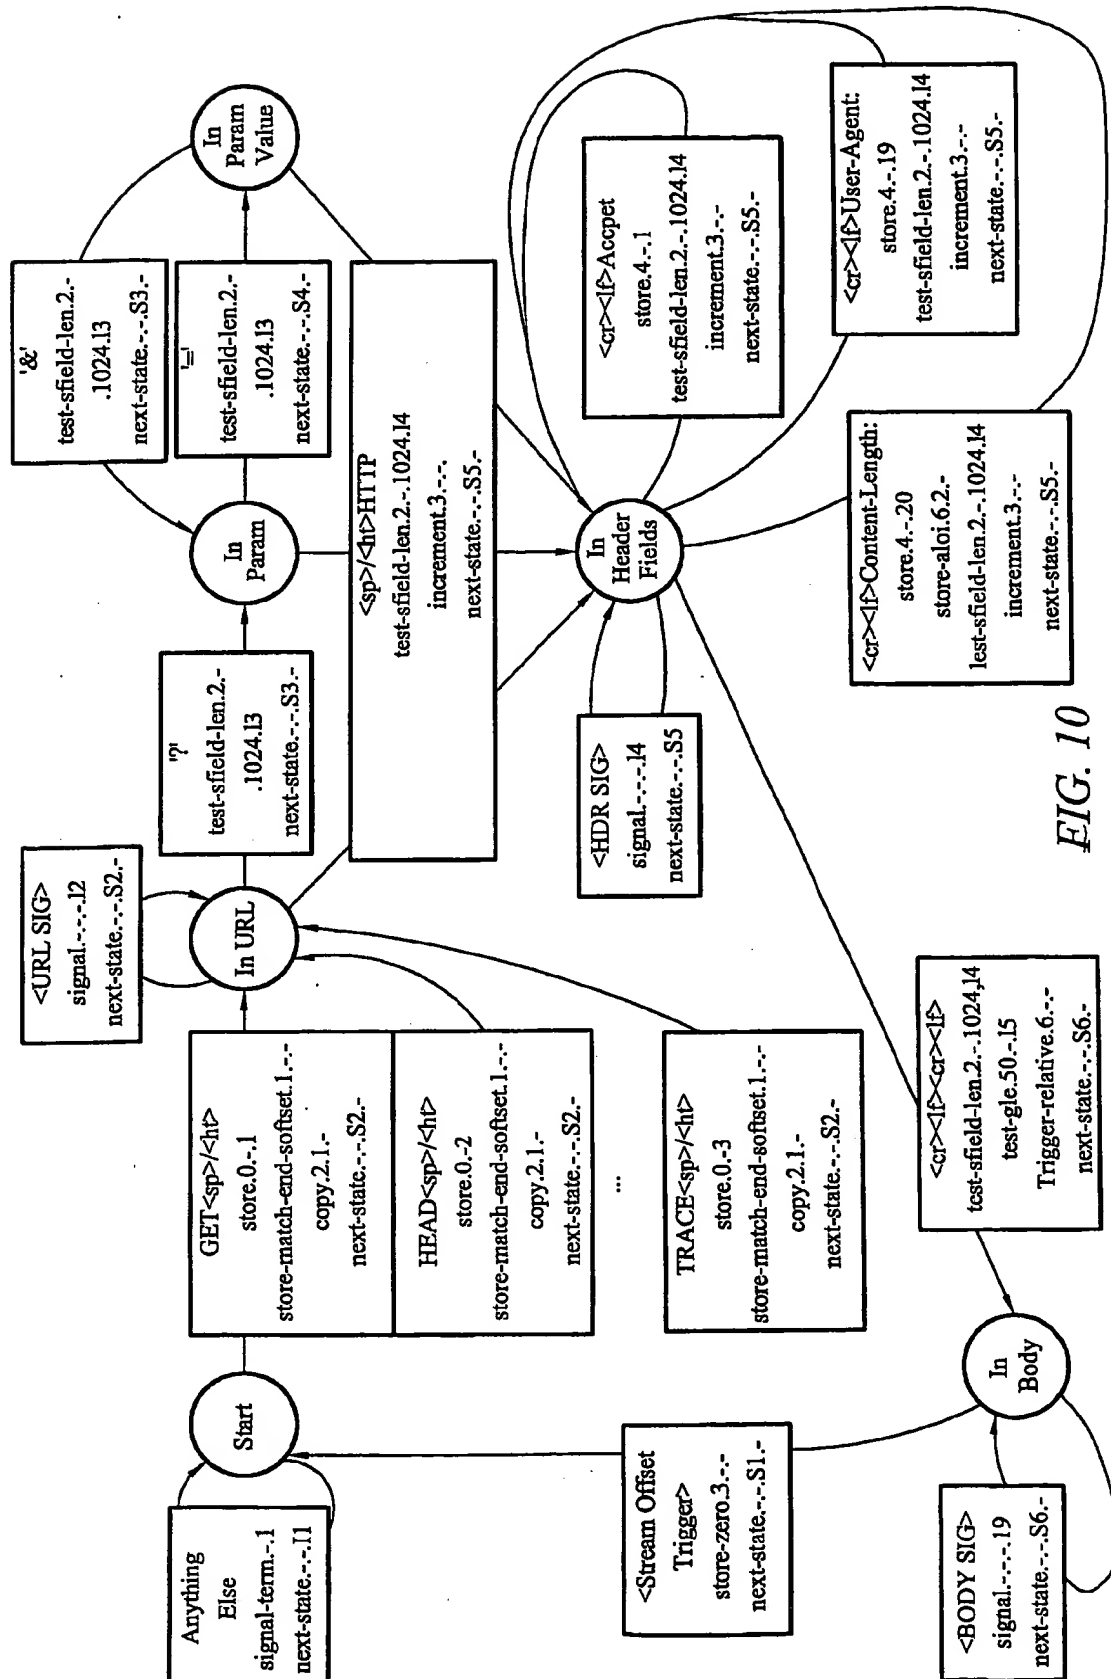 Anything
Else
signal-term.-.1
next-state.-.-.I1
Start
GET<sp>/<ht>
store.0.-.1
store-match-end-softset.1.-.-
copy.2.1.-
next-state.-.-.S2.-
HEAD<sp>/<ht>
store.0.-2
store-match-end-softset.1.-.-
copy.2.1.-
next-state.-.-.S2.-
...
TRACE<sp>/<ht>
store.0.-3
store-match-end-softset.1.-.-
copy.2.1.-
next-state.-.-.S2.-
<URL SIG>
signal.-.-.-.12
next-state.-.-.S2.-
In URL
'?'
test-sfield-len.2.-
.1024.13
next-state.-.-.S3.-
In
Param
'&'
test-sfield-len.2.-
.1024.13
next-state.-.-.S3.-
'='
test-sfield-len.2.-
.1024.13
next-state.-.-.S4.-
In
Param
Value
<sp>/<ht>HTTP
test-sfield-len.2.-.1024.14
increment.3.-.-.
next-state.-.-.S5.-
<HDR SIG>
signal.-.-.-.14
next-state.-.-.S5
In
Header
Fields
<cr><lf>Accpet
store.4.-.1
test-sfield-len.2.-.1024.14
increment.3.-.-
next-state.-.-.S5.-
<cr><lf>User-Agent:
store.4.-.19
test-sfield-len.2.-.1024.14
increment.3.-.-
next-state.-.-.S5.-
<cr><lf>Content-Length:
store.4.-.20
store-aloi.6.2.-
lest-sfield-len.2.-.1024.14
increment.3.-.-
next-state.-.-.S5.-
<Stream Offset
Trigger>
store-zero.3.-.-
next-state.-.-.S1.-
<cr><lf><cr><lf>
test-sfield-len.2.-.1024,14
test-gle.50.-.15
Trigger-relative.6.-.-
next-state.-.-.S6.-
In
Body
<BODY SIG>
signal.-.-.-.19
next-state.-.-.S6.-
FIG. 10